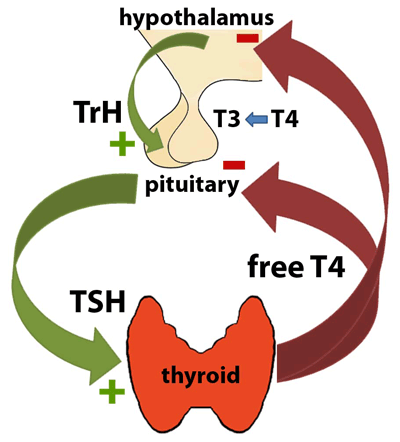 hypothalamus
−
TrH
+
T3 T4
−
pituitary
free T4
TSH
+
thyroid